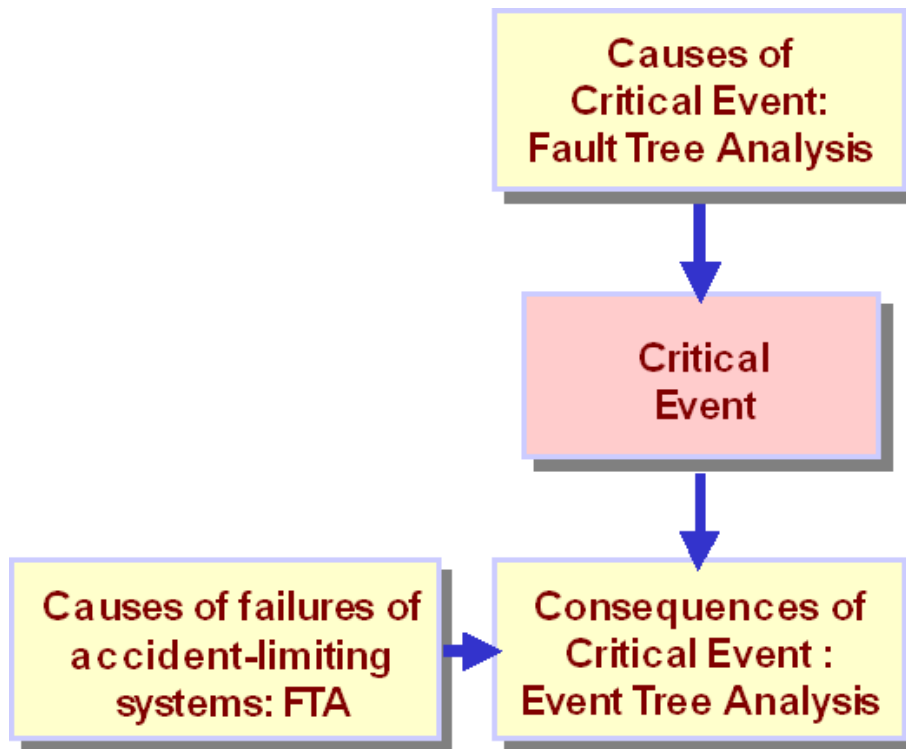 Causes of
Critical Event:
Fault Tree Analysis
Critical
Event
Causes of failures of
accident-limiting
systems: FTA
Consequences of
Critical Event :
Event Tree Analysis